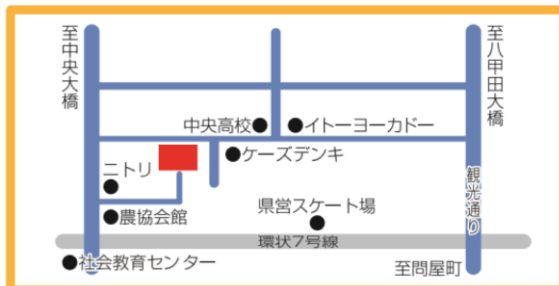 至中央大橋
至八甲田大橋
中央高校
イトーヨーカドー
ケーズデンキ
ニトリ
農協会館
県営スケート場
観光通り
環状7号線
社会教育センター
至問屋町